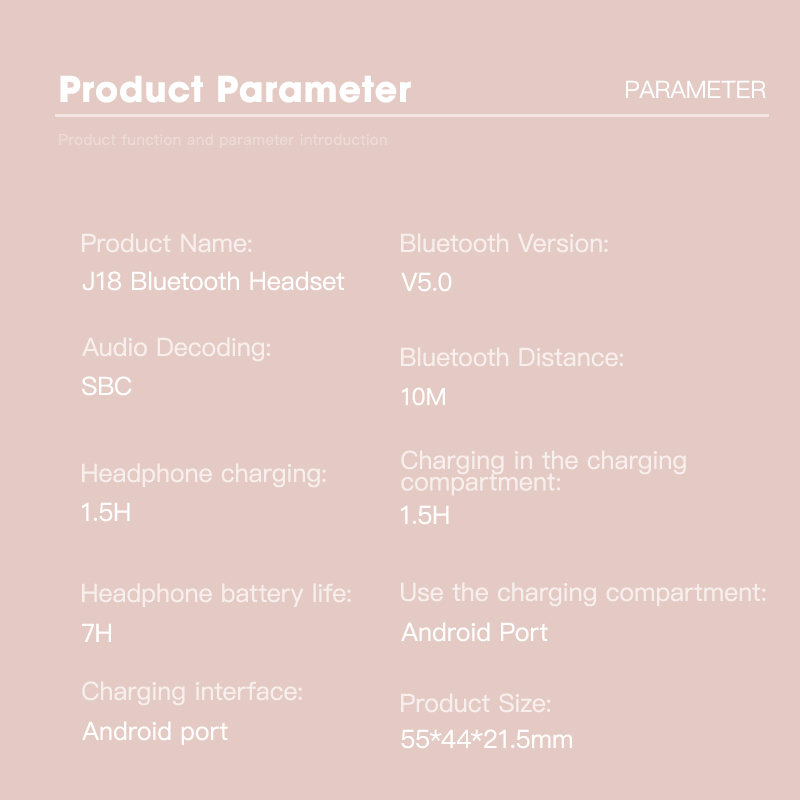 Product Parameter
PARAMETER
Product function and parameter introduction
Product Name:
J18 Bluetooth Headset
Bluetooth Version:
V5.0
Audio Decoding:
SBC
Bluetooth Distance:
10M
Headphone charging:
1.5H
Charging in the charging
compartment:
1.5H
Headphone battery life:
7H
Use the charging compartment:
Android Port
Charging interface:
Android port
Product Size:
55*44*21.5mm